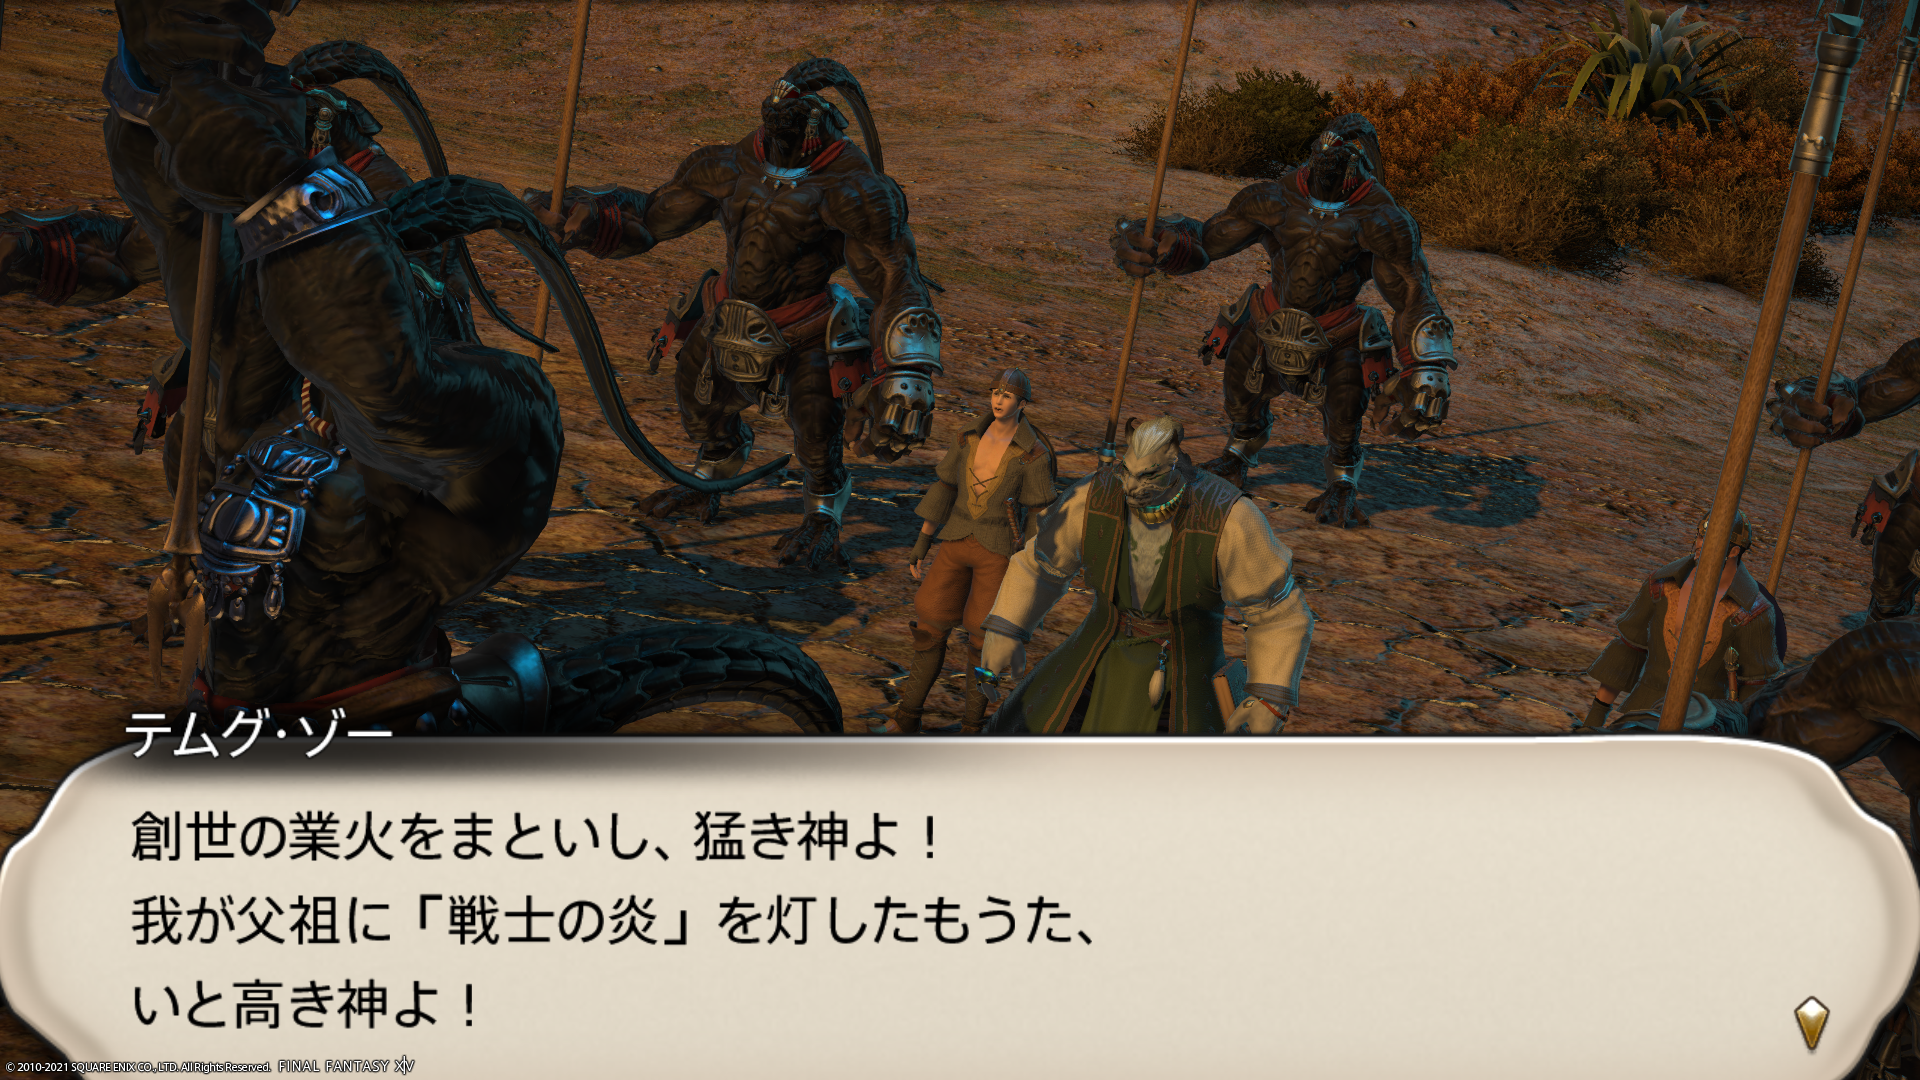 テムグ・ゾー
創世の業火をまといし、猛き神よ！
我が父祖に「戦士の炎」を灯したもうた、
いと高き神よ！
© 2010-2021 SQUARE ENIX CO., LTD. All Rights Reserved. FINAL FANTASY XIV